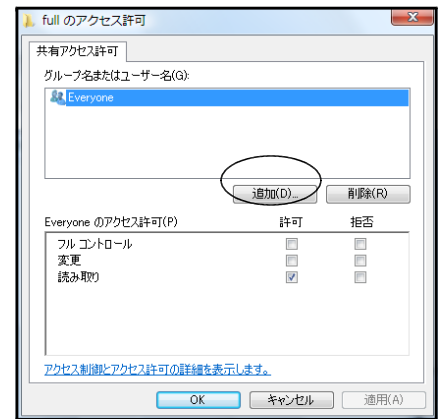 full のアクセス許可
共有アクセス許可
グループ名またはユーザー名(G):
Everyone
追加(D)... 削除(R)
Everyone のアクセス許可(P) 許可 拒否
フル コントロール
変更
読み取り
アクセス制御とアクセス許可の詳細を表示します。
OK キャンセル 適用(A)